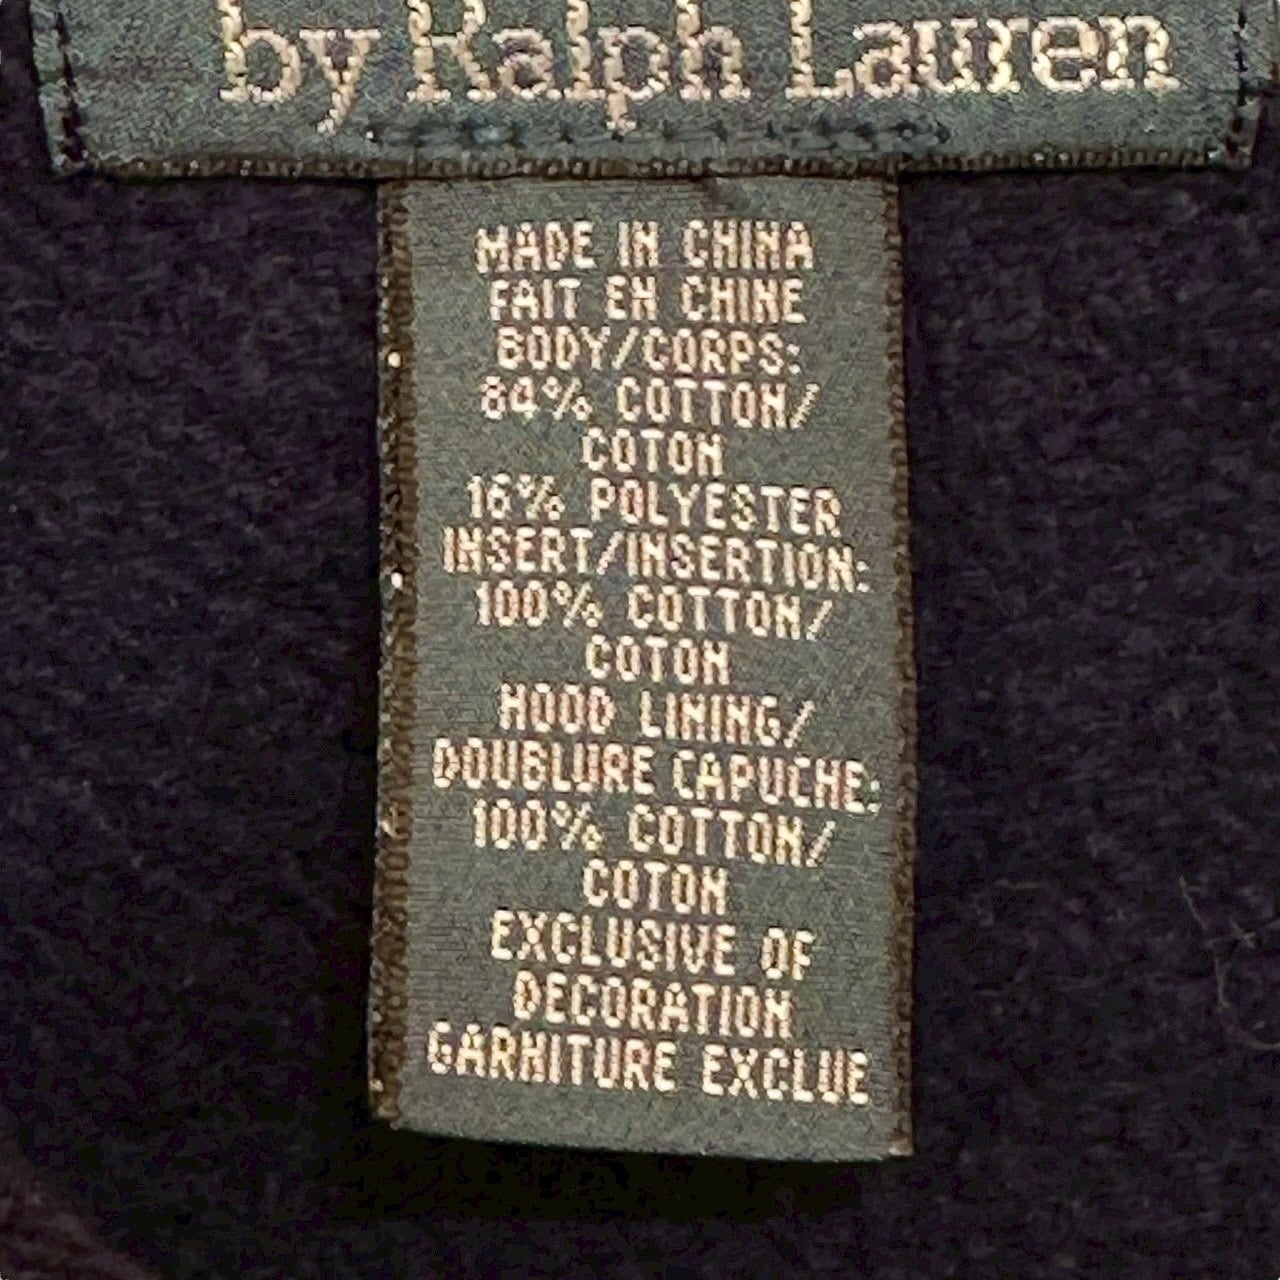 by Ralph Lauren
MADE IN CHINA
FAIT EN CHINE
BODY/CORPS:
84% COTTON/
COTON
16% POLYESTER
INSERT/INSERTION:
100% COTTON/
COTON
HOOD LINING/
DOUBLURE CAPUCHE:
100% COTTON/
COTON
EXCLUSIVE OF
DECORATION
GARNITURE EXCLUE